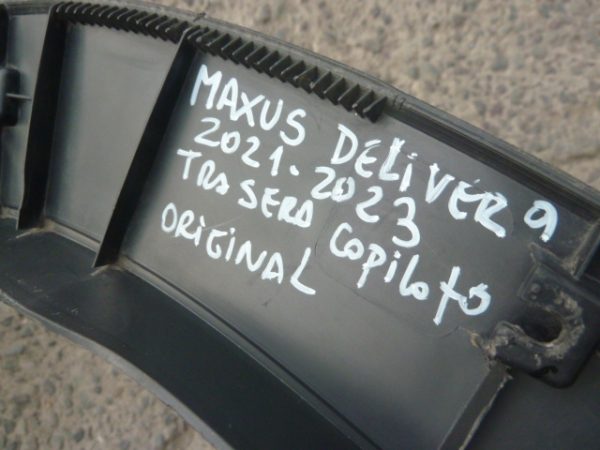 MAXUS DELIVER 9
2021-2023
TRASERA COPILOTO
ORIGINAL